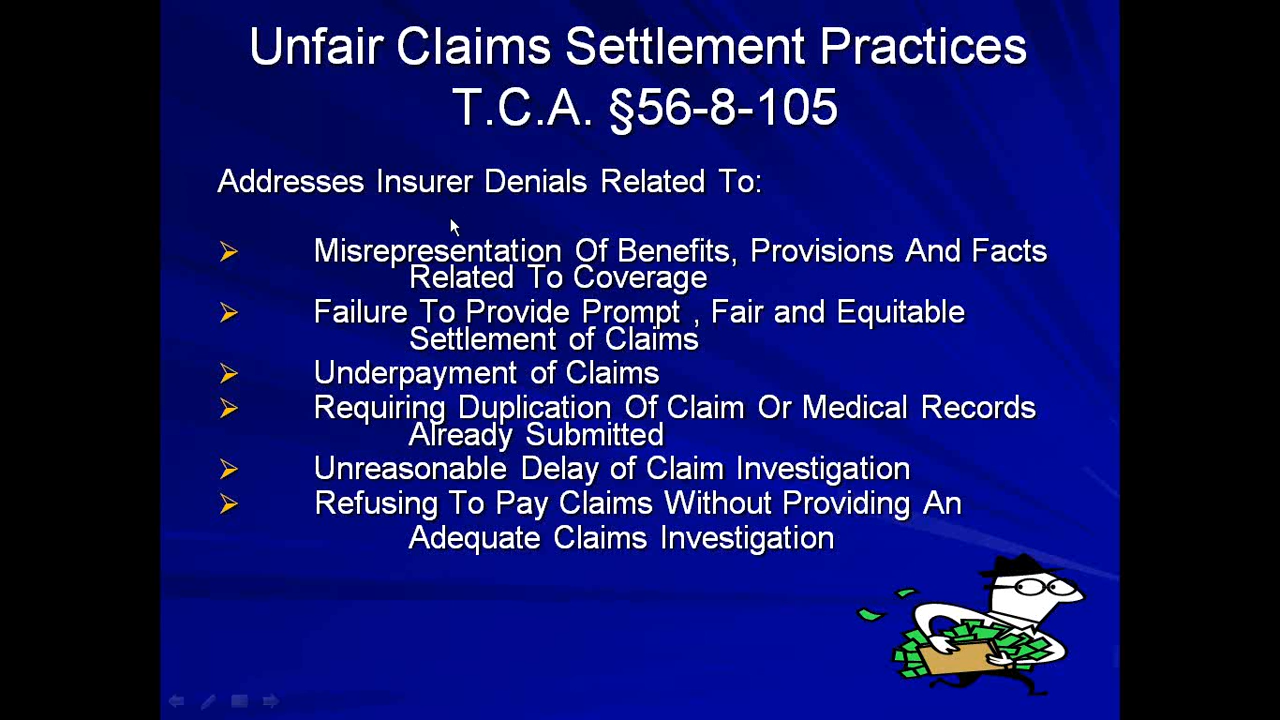 Unfair Claims Settlement Practices
T.C.A. §56-8-105
Addresses Insurer Denials Related To:
Misrepresentation Of Benefits, Provisions And Facts
Related To Coverage
Failure To Provide Prompt , Fair and Equitable
Settlement of Claims
Underpayment of Claims
Requiring Duplication Of Claim Or Medical Records
Already Submitted
Unreasonable Delay of Claim Investigation
Refusing To Pay Claims Without Providing An
Adequate Claims Investigation